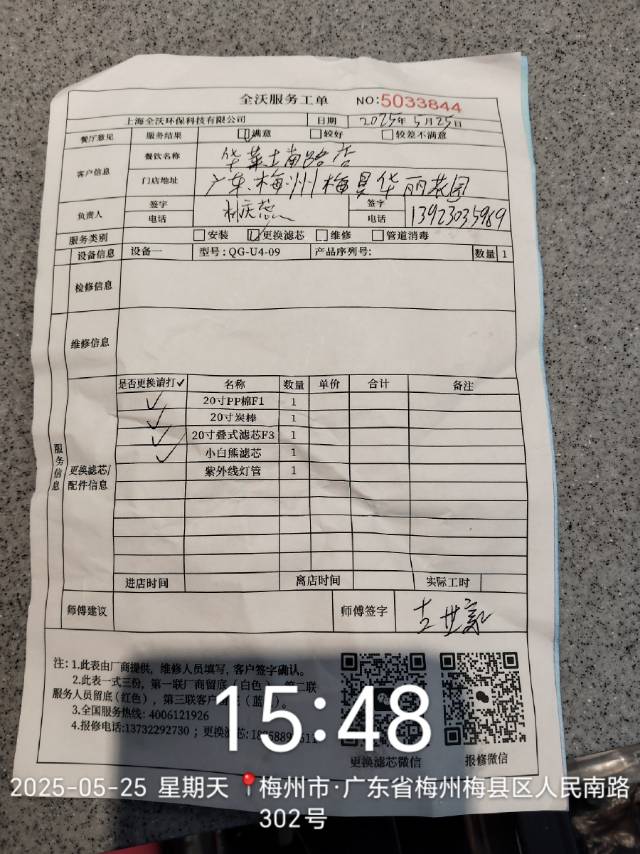 全沃服务工单 NO:5033844
上海全沃环保科技有限公司 日期 2025年5月25日
餐厅意见 服务结果 满意 较好 较差不满意
客户信息 餐饮名称 华莱士南路店
门店地址 广东.梅州梅县华丽花园
负责人 签字 签字
电话 电话 13923035969
服务类别 安装 更换滤芯 维修 管道消毒
设备信息 设备一 型号: QG-U4-09 产品序列号: 数量 1
检修信息
维修信息
服务信息
更换滤芯/配件信息
是否更换请打✓ 名称 数量 单价 合计 备注
✓ 20寸PP棉F1 1
✓ 20寸炭棒 1
✓ 20寸叠式滤芯F3 1
✓ 小白熊滤芯 1
紫外线灯管 1
进店时间 离店时间 实际工时
师傅建议 师傅签字
注: 1.此表由厂商提供, 维修人员填写, 客户签字确认。
2.此表一式三份, 第一联厂商留底(白色), 第二联
服务人员留底(红色), 第三联客户
3.全国服务热线: 4006121926
4.报修电话:13732292730; 更换滤芯:
更换滤芯微信 报修微信
15:48
2025-05-25 星期天 梅州市·广东省梅州梅县区人民南路
302号